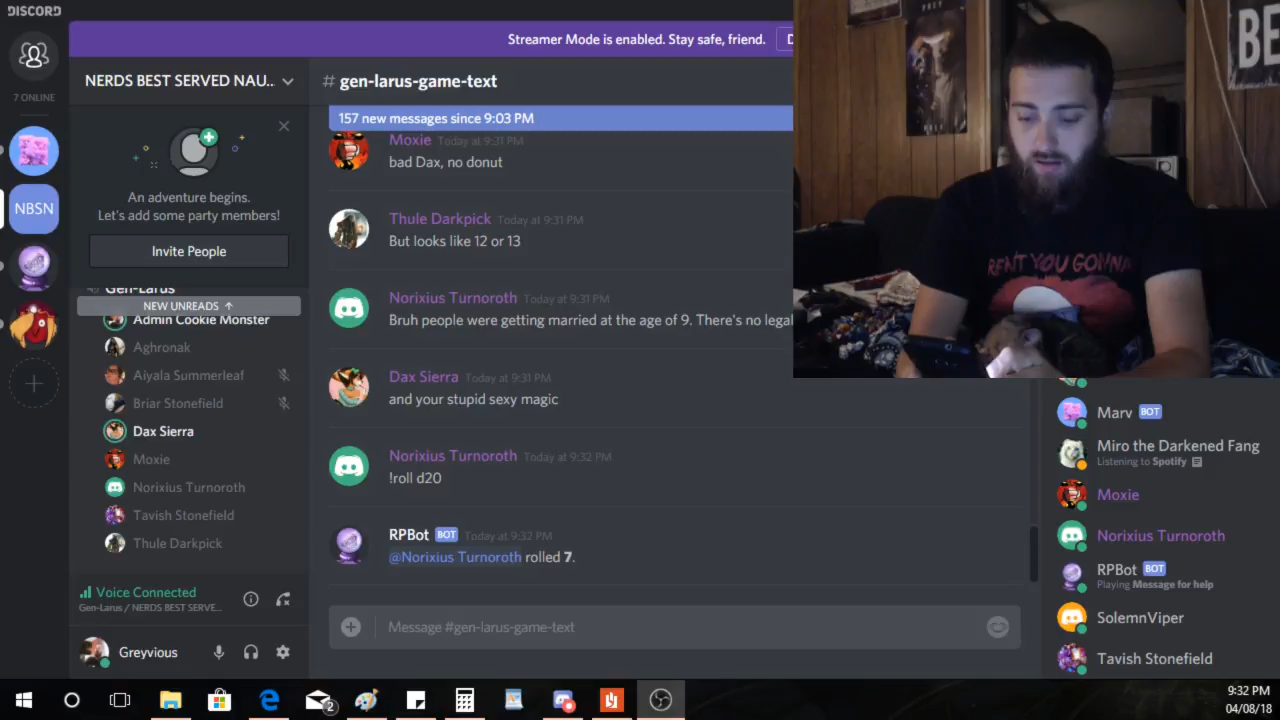 DISCORD
Streamer Mode is enabled. Stay safe, friend.
D
7 ONLINE
NERDS BEST SERVED NAU...
# gen-larus-game-text
157 new messages since 9:03 PM
NBSN
An adventure begins.
Let's add some party members!
Invite People
Gen-Larus
NEW UNREADS ↑
Admin Cookie Monster
Aghronak
Aiyala Summerleaf
Briar Stonefield
Dax Sierra
Moxie
Norixius Turnoroth
Tavish Stonefield
Thule Darkpick
Voice Connected
Gen-Larus / NERDS BEST SERVE...
Greyvious
Moxie Today at 9:31 PM
bad Dax, no donut
Thule Darkpick Today at 9:31 PM
But looks like 12 or 13
Norixius Turnoroth Today at 9:31 PM
Bruh people were getting married at the age of 9. There's no legal
Dax Sierra Today at 9:31 PM
and your stupid sexy magic
Norixius Turnoroth Today at 9:32 PM
!roll d20
RPBot BOT Today at 9:32 PM
@Norixius Turnoroth rolled 7.
Message #gen-larus-game-text
PREY
BE
RENT YOU GONNA
Marv BOT
Miro the Darkened Fang
Listening to Spotify
Moxie
Norixius Turnoroth
RPBot BOT
Playing Message for help
SolemnViper
Tavish Stonefield
2
9:32 PM
04/08/18